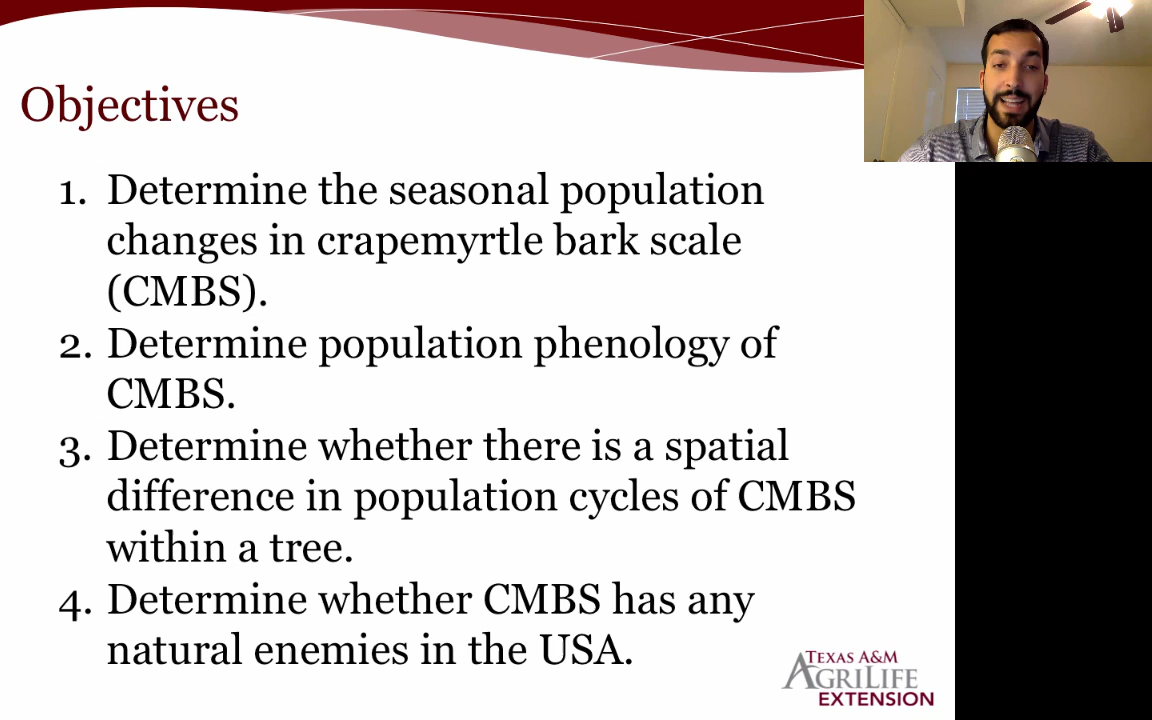 Objectives
1. Determine the seasonal population
changes in crapemyrtle bark scale
(CMBS).
2. Determine population phenology of
CMBS.
3. Determine whether there is a spatial
difference in population cycles of CMBS
within a tree.
4. Determine whether CMBS has any
natural enemies in the USA.
TEXAS A&M
AGRILIFE
EXTENSION